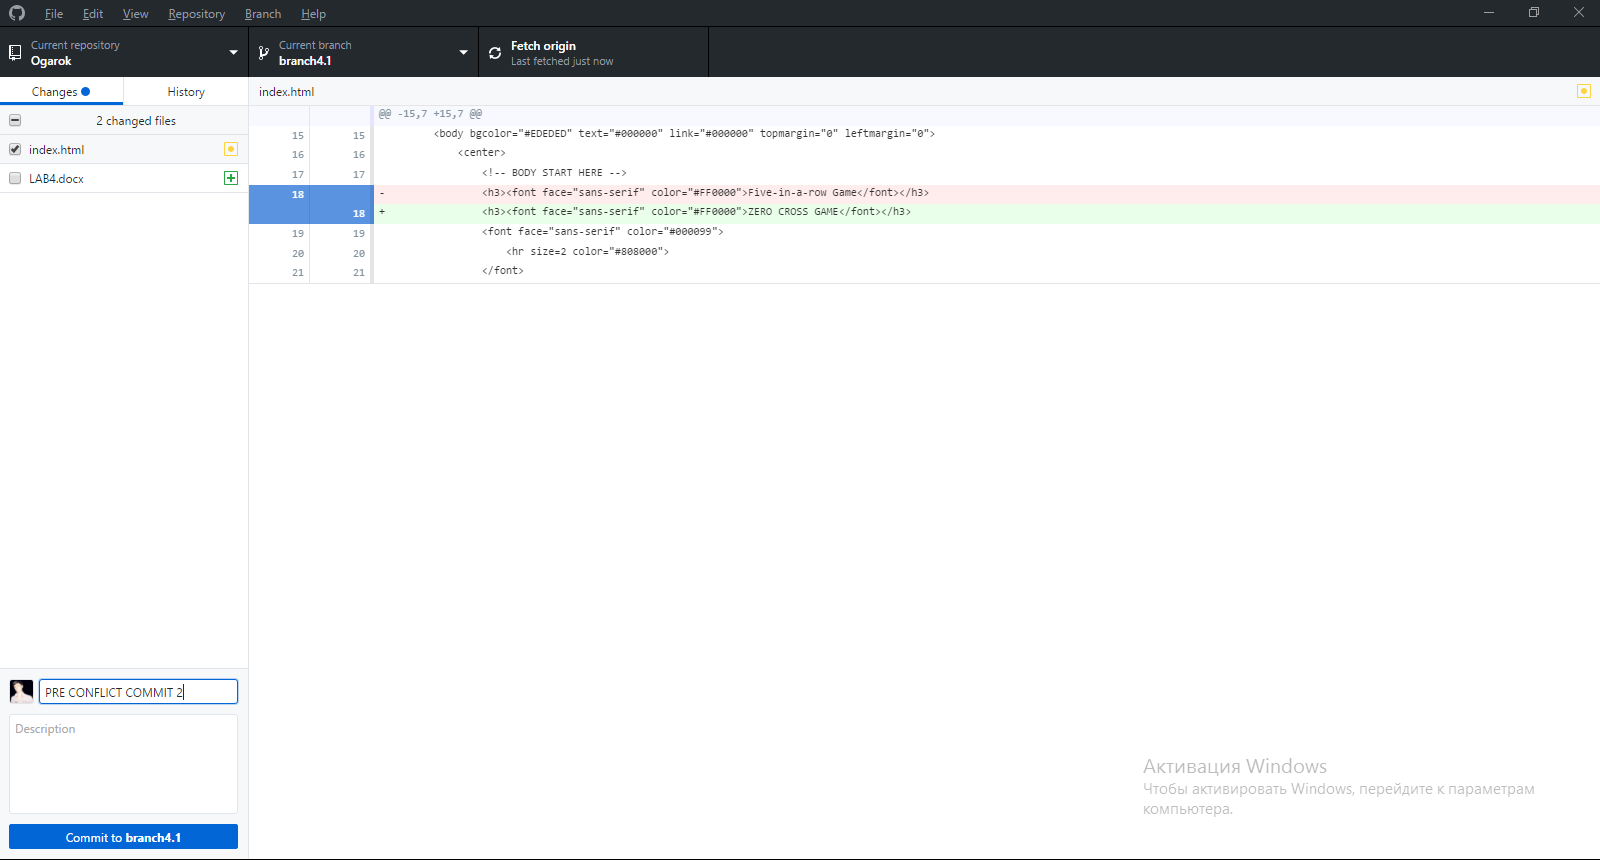 File Edit View Repository Branch Help
Current repository
Ogarok
Current branch
branch4.1
Fetch origin
Last fetched just now
Changes History
index.html
2 changed files
index.html
LAB4.docx
@@ -15,7 +15,7 @@
15 15 <body bgcolor="#EDEDED" text="#000000" link="#000000" topmargin="0" leftmargin="0">
16 16 <center>
17 17 <!-- BODY START HERE -->
18 - <h3><font face="sans-serif" color="#FF0000">Five-in-a-row Game</font></h3>
18 + <h3><font face="sans-serif" color="#FF0000">ZERO CROSS GAME</font></h3>
19 19 <font face="sans-serif" color="#000099">
20 20 <hr size=2 color="#808000">
21 21 </font>
PRE CONFLICT COMMIT 2
Description
Commit to branch4.1
Активация Windows
Чтобы активировать Windows, перейдите к параметрам
компьютера.